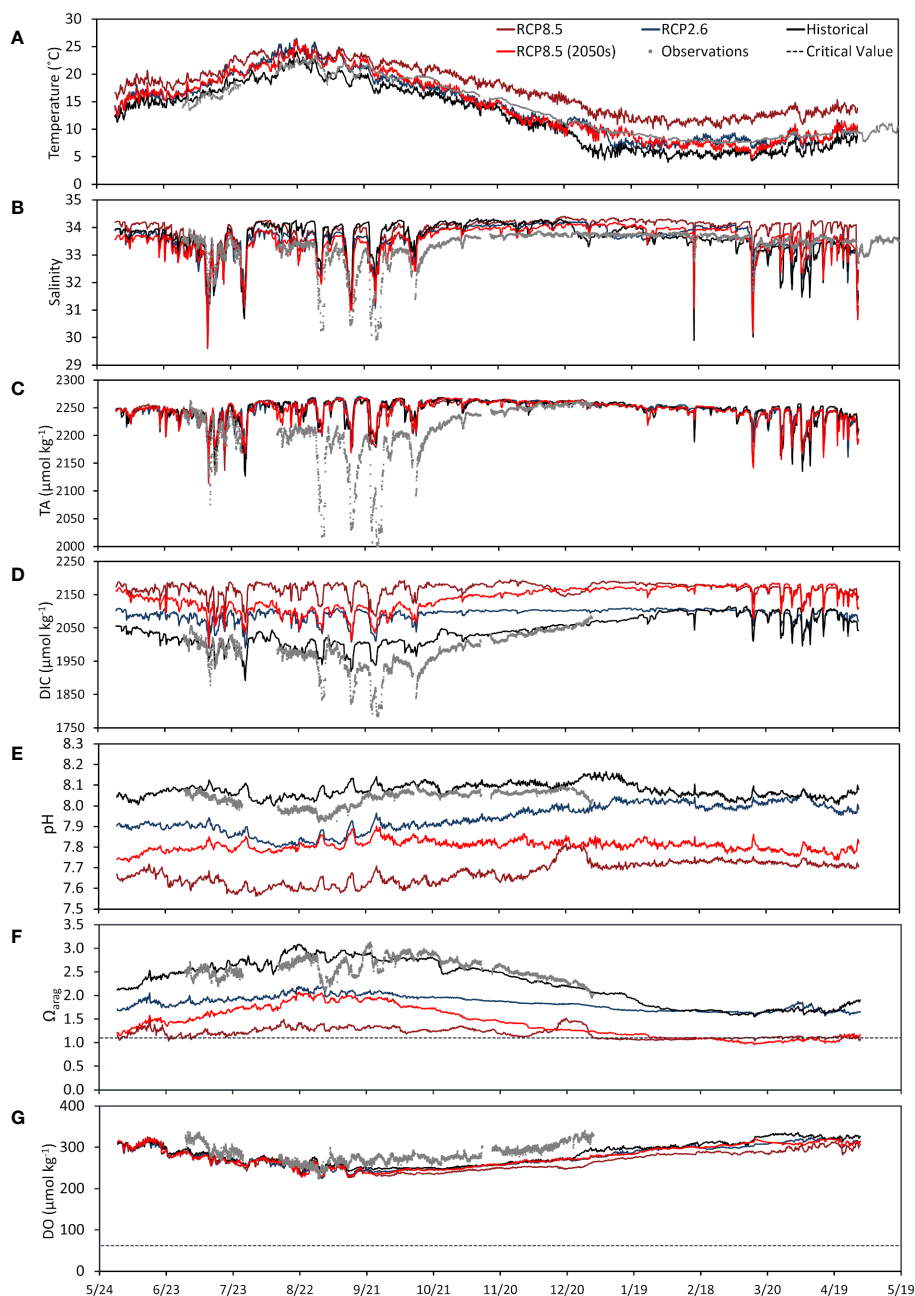 A
Temperature (°C)
30
25
20
15
10
5
0
RCP8.5
RCP2.6
Historical
RCP8.5 (2050s)
Observations
Critical Value
B
Salinity
35
34
33
32
31
30
29
C
TA (μmol kg⁻¹)
2300
2250
2200
2150
2100
2050
2000
D
DIC (μmol kg⁻¹)
2250
2150
2050
1950
1850
1750
E
pH
8.3
8.2
8.1
8.0
7.9
7.8
7.7
7.6
7.5
F
Ωarag
3.5
3.0
2.5
2.0
1.5
1.0
0.5
0.0
G
DO (μmol kg⁻¹)
400
300
200
100
0
5/24 6/23 7/23 8/22 9/21 10/21 11/20 12/20 1/19 2/18 3/20 4/19 5/19